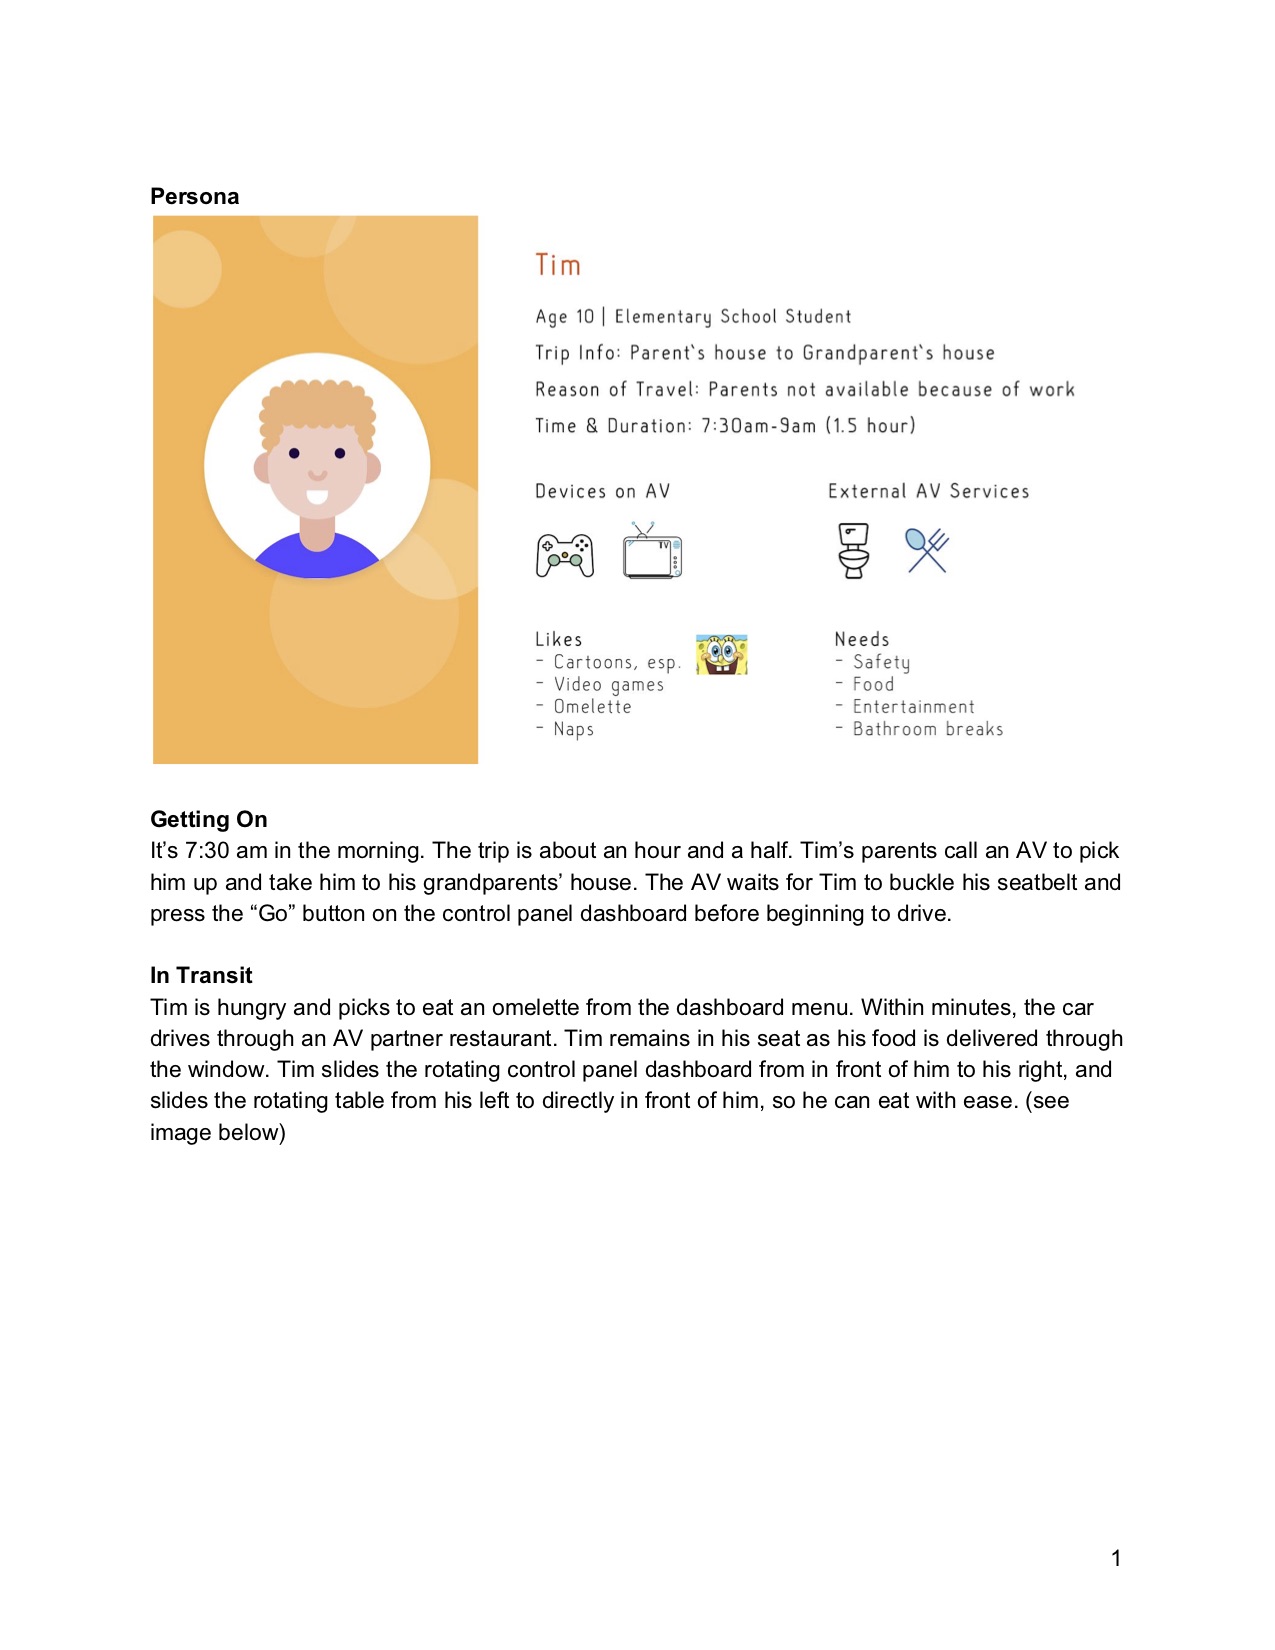 Persona
Tim
Age 10 | Elementary School Student
Trip Info: Parent`s house to Grandparent`s house
Reason of Travel: Parents not available because of work
Time & Duration: 7:30am-9am (1.5 hour)
Devices on AV
External AV Services
TV
Likes
- Cartoons, esp.
- Video games
- Omelette
- Naps
Needs
- Safety
- Food
- Entertainment
- Bathroom breaks
Getting On
It’s 7:30 am in the morning. The trip is about an hour and a half. Tim’s parents call an AV to pick
him up and take him to his grandparents’ house. The AV waits for Tim to buckle his seatbelt and
press the “Go” button on the control panel dashboard before beginning to drive.
In Transit
Tim is hungry and picks to eat an omelette from the dashboard menu. Within minutes, the car
drives through an AV partner restaurant. Tim remains in his seat as his food is delivered through
the window. Tim slides the rotating control panel dashboard from in front of him to his right, and
slides the rotating table from his left to directly in front of him, so he can eat with ease. (see
image below)
1